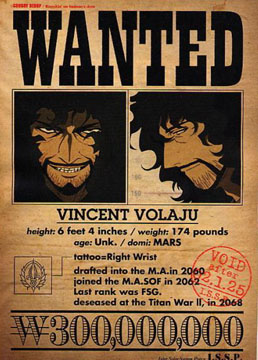 WANTED
VINCENT VOLAJU
height: 6 feet 4 inches / weight: 174 pounds
age: Unk. / domi: MARS
tattoo=Right Wrist
drafted into the M.A.in 2060
joined the M.A.SOF in 2062
Last rank was FSG.
deseased at the Titan War II, in 2068
VOID
after
I.S.S.P.
₩300,000,000
I.S.S.P.